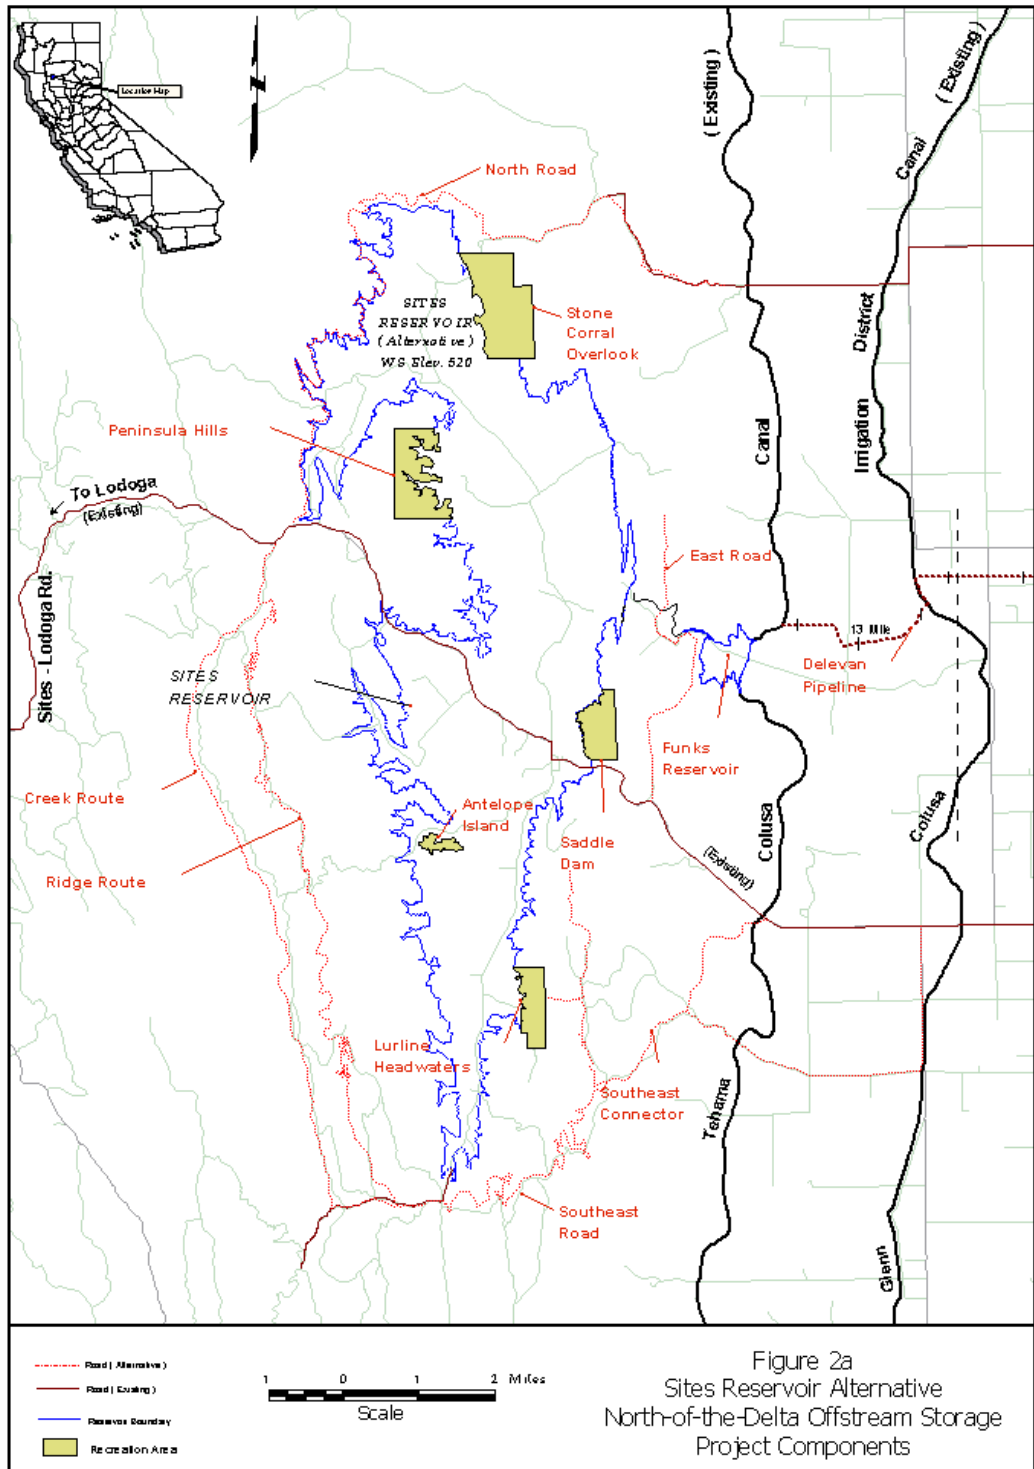 Location Map
( Existing )
( Existing )
Canal
North Road
SITES
RESERVOIR
( Alternative )
WS Elev. 520
Stone
Corral
Overlook
District
Irrigation
Canal
Peninsula Hills
To Lodoga
(Existing)
Sites - Lodoga Rd.
East Road
13 Mile
Delevan
Pipeline
SITES
RESERVOIR
Funks
Reservoir
Creek Route
Antelope
Island
Saddle
Dam
Ridge Route
(Existing)
Colusa
Colusa
Lurline
Headwaters
Southeast
Connector
Tehama
Southeast
Road
Glenn
Road ( Alternative )
Road ( Existing )
Reservoir Boundary
Recreation Area
1 0 1 2 Miles
Scale
Figure 2a
Sites Reservoir Alternative
North-of-the-Delta Offstream Storage
Project Components